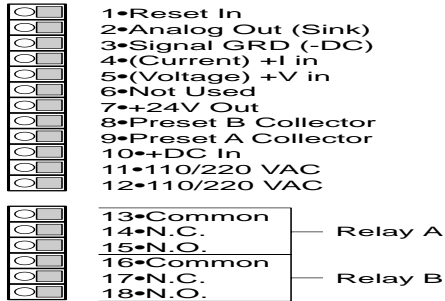 1•Reset In
2•Analog Out (Sink)
3•Signal GRD (-DC)
4•(Current) +I in
5•(Voltage) +V in
6•Not Used
7•+24V Out
8•Preset B Collector
9•Preset A Collector
10•+DC In
11•110/220 VAC
12•110/220 VAC
13•Common
14•N.C.
15•N.O.
Relay A
16•Common
17•N.C.
18•N.O.
Relay B